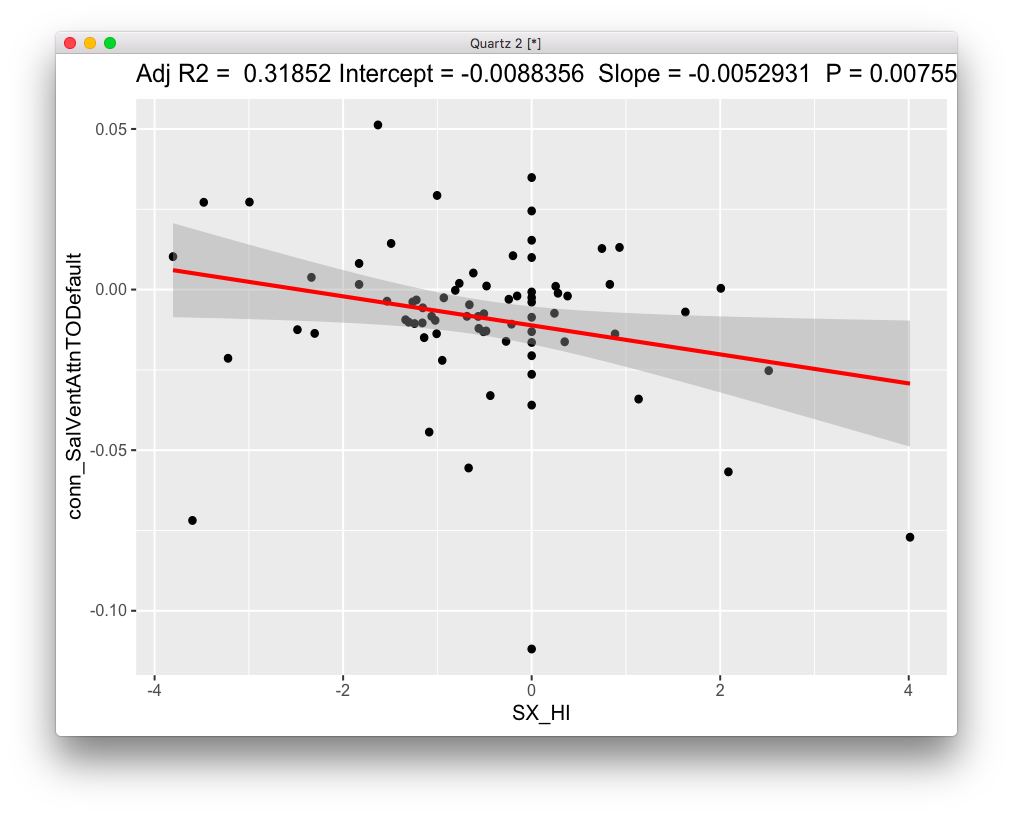 Quartz 2 [*]
Adj R2 =  0.31852 Intercept = -0.0088356  Slope = -0.0052931  P = 0.00755
0.05
0.00
-0.05
-0.10
conn_SalVentAttnTODefault
-4
-2
0
2
4
SX_HI